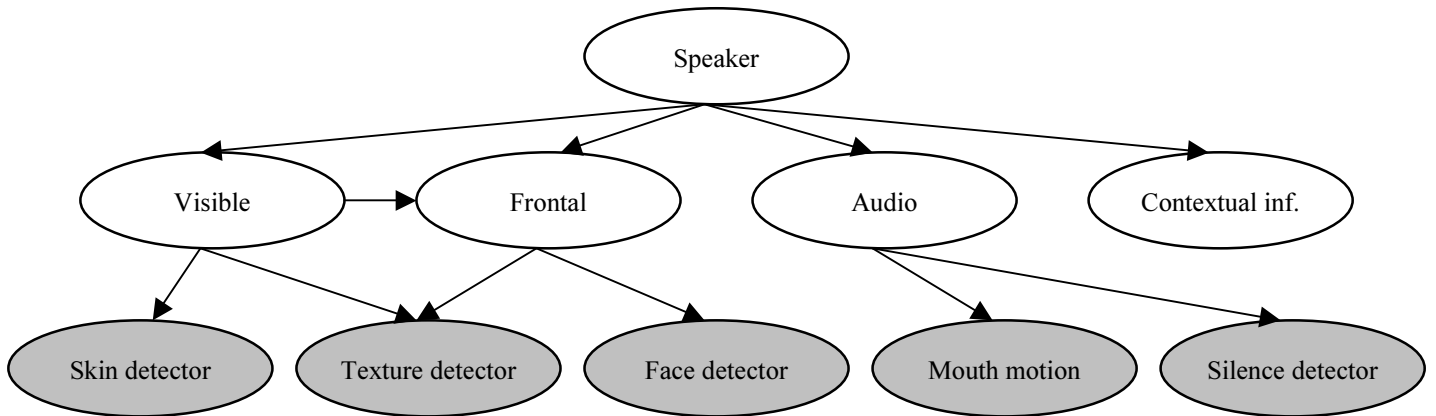 Speaker
Visible
Frontal
Audio
Contextual inf.
Skin detector
Texture detector
Face detector
Mouth motion
Silence detector